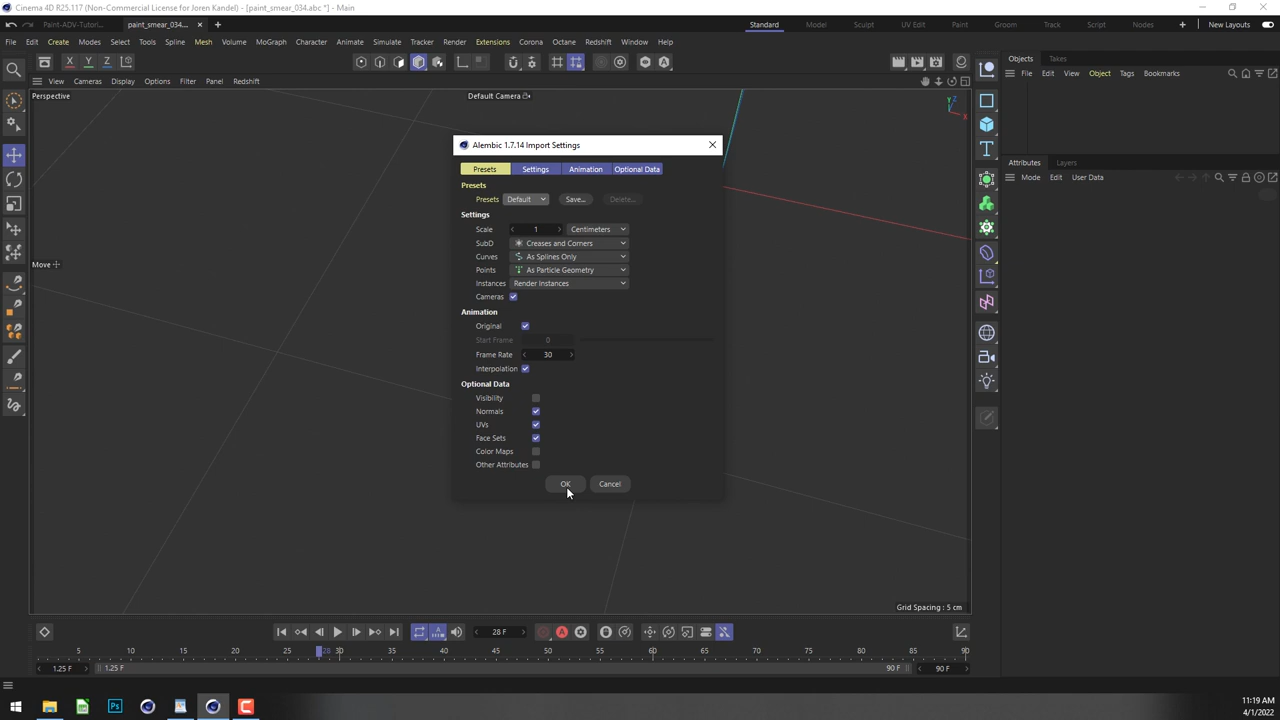 Cinema 4D R25.117 (Non-Commercial License for Joren Kandel) - [paint_smear_034.abc *] - Main
Paint-ADV-Tutor... paint_smear_034.... Standard Model Sculpt UV Edit Paint Groom Track Script Nodes New Layouts
File Edit Create Modes Select Tools Spline Mesh Volume MoGraph Character Animate Simulate Tracker Render Extensions Corona Octane Redshift Window Help
X Y Z
Objects Takes
File Edit View Object Tags Bookmarks
View Cameras Display Options Filter Panel Redshift
Perspective Default Camera
Alembic 1.7.14 Import Settings
Presets Settings Animation Optional Data
Presets
Presets Default Save... Delete...
Settings
Scale 1 Centimeters
SubD Creases and Corners
Curves As Splines Only
Points As Particle Geometry
Instances Render Instances
Cameras
Animation
Original
Start Frame 0
Frame Rate 30
Interpolation
Optional Data
Visibility
Normals
UVs
Face Sets
Color Maps
Other Attributes
OK Cancel
Attributes Layers
Mode Edit User Data
Move
Grid Spacing : 5 cm
28 F
5 10 15 20 25 28 30 35 40 45 50 55 60 65 70 75 80 85 90
1.25 F 1.25 F 90 F 90 F
11:19 AM
4/1/2022